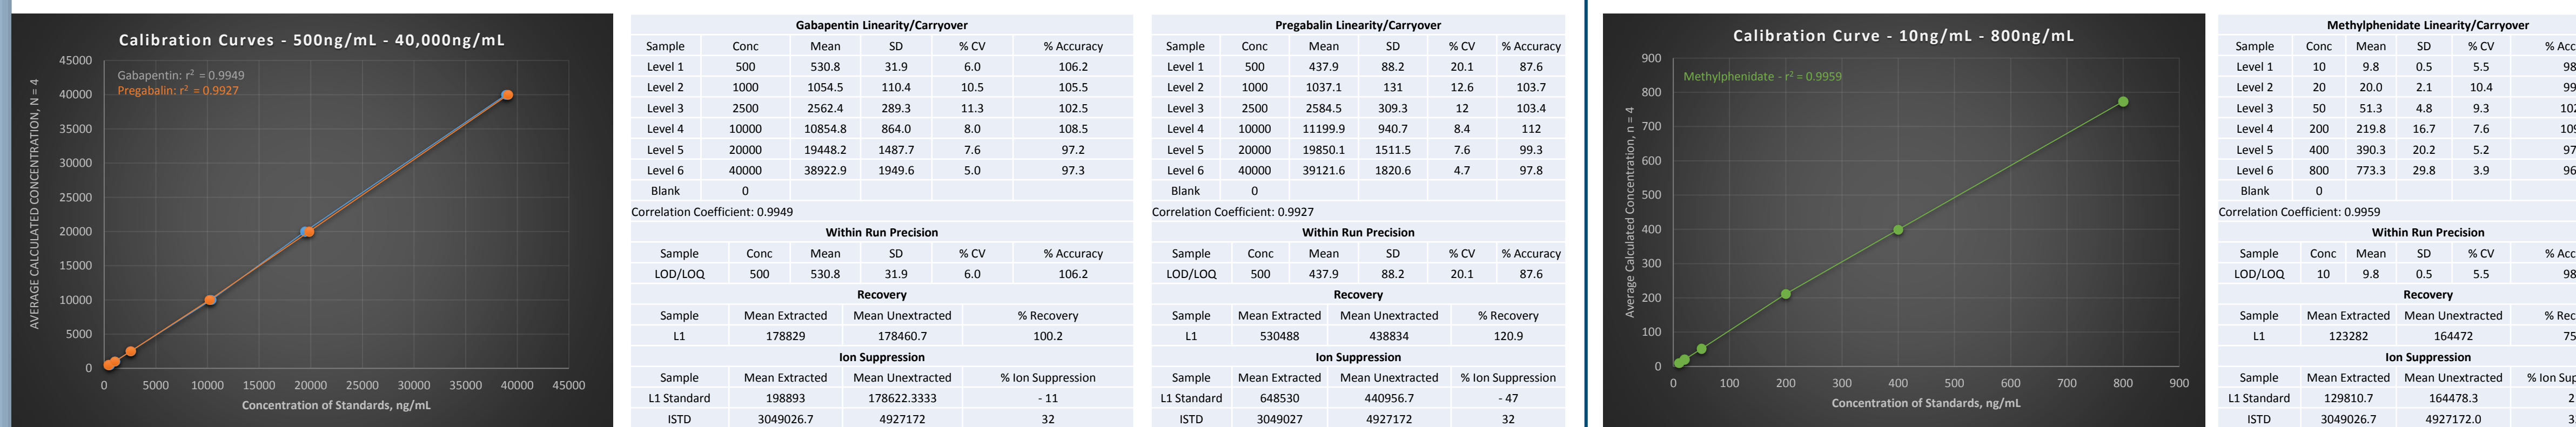 Calibration Curves - 500ng/mL - 40,000ng/mL
Gabapentin: r² = 0.9949
Pregabalin: r² = 0.9927
AVERAGE CALCULATED CONCENTRATION, N = 4
45000
40000
35000
30000
25000
20000
15000
10000
5000
0
0 5000 10000 15000 20000 25000 30000 35000 40000 45000
Concentration of Standards, ng/mL
Gabapentin Linearity/Carryover
Sample Conc Mean SD % CV % Accuracy
Level 1 500 530.8 31.9 6.0 106.2
Level 2 1000 1054.5 110.4 10.5 105.5
Level 3 2500 2562.4 289.3 11.3 102.5
Level 4 10000 10854.8 864.0 8.0 108.5
Level 5 20000 19448.2 1487.7 7.6 97.2
Level 6 40000 38922.9 1949.6 5.0 97.3
Blank 0
Correlation Coefficient: 0.9949
Within Run Precision
Sample Conc Mean SD % CV % Accuracy
LOD/LOQ 500 530.8 31.9 6.0 106.2
Recovery
Sample Mean Extracted Mean Unextracted % Recovery
L1 178829 178460.7 100.2
Ion Suppression
Sample Mean Extracted Mean Unextracted % Ion Suppression
L1 Standard 198893 178622.3333 - 11
ISTD 3049026.7 4927172 32
Pregabalin Linearity/Carryover
Sample Conc Mean SD % CV % Accuracy
Level 1 500 437.9 88.2 20.1 87.6
Level 2 1000 1037.1 131 12.6 103.7
Level 3 2500 2584.5 309.3 12 103.4
Level 4 10000 11199.9 940.7 8.4 112
Level 5 20000 19850.1 1511.5 7.6 99.3
Level 6 40000 39121.6 1820.6 4.7 97.8
Blank 0
Correlation Coefficient: 0.9927
Within Run Precision
Sample Conc Mean SD % CV % Accuracy
LOD/LOQ 500 437.9 88.2 20.1 87.6
Recovery
Sample Mean Extracted Mean Unextracted % Recovery
L1 530488 438834 120.9
Ion Suppression
Sample Mean Extracted Mean Unextracted % Ion Suppression
L1 Standard 648530 440956.7 - 47
ISTD 3049027 4927172 32
Calibration Curve - 10ng/mL - 800ng/mL
Methylphenidate - r² = 0.9959
Average Calculated Concentration, n = 4
900
800
700
600
500
400
300
200
100
0
0 100 200 300 400 500 600 700 800 900
Concentration of Standards, ng/mL
Methylphenidate Linearity/Carryover
Sample Conc Mean SD % CV % Acc
Level 1 10 9.8 0.5 5.5 98
Level 2 20 20.0 2.1 10.4 99
Level 3 50 51.3 4.8 9.3 102
Level 4 200 219.8 16.7 7.6 109
Level 5 400 390.3 20.2 5.2 97
Level 6 800 773.3 29.8 3.9 96
Blank 0
Correlation Coefficient: 0.9959
Within Run Precision
Sample Conc Mean SD % CV % Acc
LOD/LOQ 10 9.8 0.5 5.5 98
Recovery
Sample Mean Extracted Mean Unextracted % Rec
L1 123282 164472 75
Ion Suppression
Sample Mean Extracted Mean Unextracted % Ion Sup
L1 Standard 129810.7 164478.3 2
ISTD 3049026.7 4927172.0 3